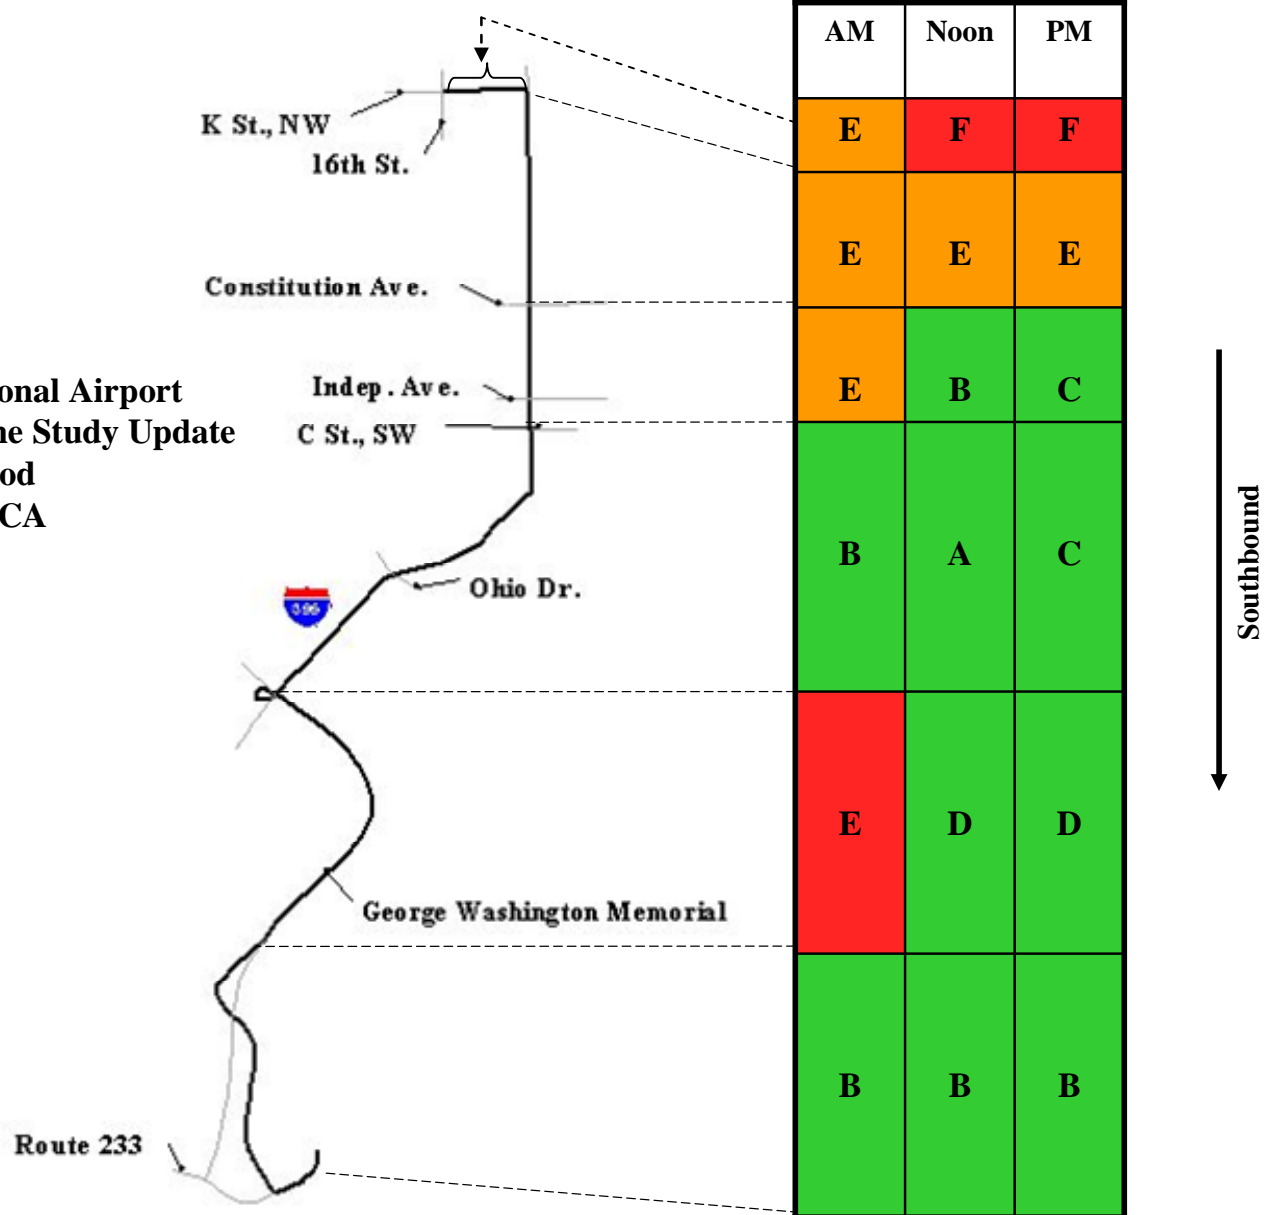 AM Noon PM
K St., NW
16th St.
E F F
E E E
Constitution Ave.
onal Airport
ne Study Update
od
CA
Indep. Ave.
C St., SW
E B C
B A C
Southbound
Ohio Dr.
E D D
George Washington Memorial
B B B
Route 233